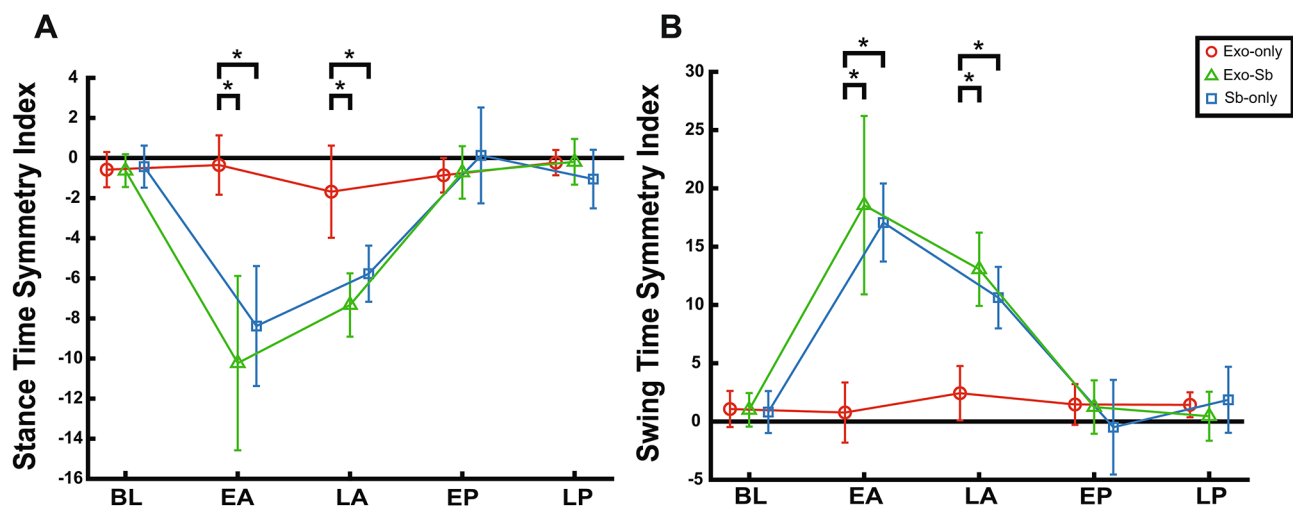 A
Stance Time Symmetry Index
4
2
0
-2
-4
-6
-8
-10
-12
-14
-16
* *
* *
BL EA LA EP LP
B
Swing Time Symmetry Index
30
25
20
15
10
5
0
-5
* *
* *
BL EA LA EP LP
Exo-only
Exo-Sb
Sb-only